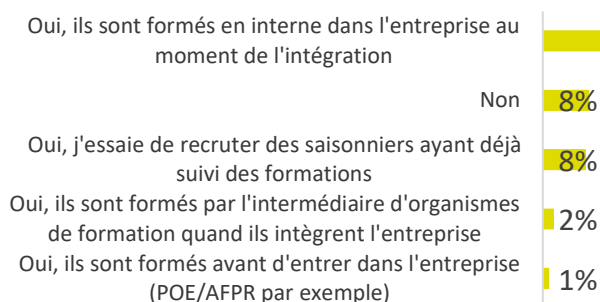 Oui, ils sont formés en interne dans l'entreprise au
moment de l'intégration
Non
8%
Oui, j'essaie de recruter des saisonniers ayant déjà
suivi des formations
8%
Oui, ils sont formés par l'intermédiaire d'organismes
de formation quand ils intègrent l'entreprise
2%
Oui, ils sont formés avant d'entrer dans l'entreprise
(POE/AFPR par exemple)
1%